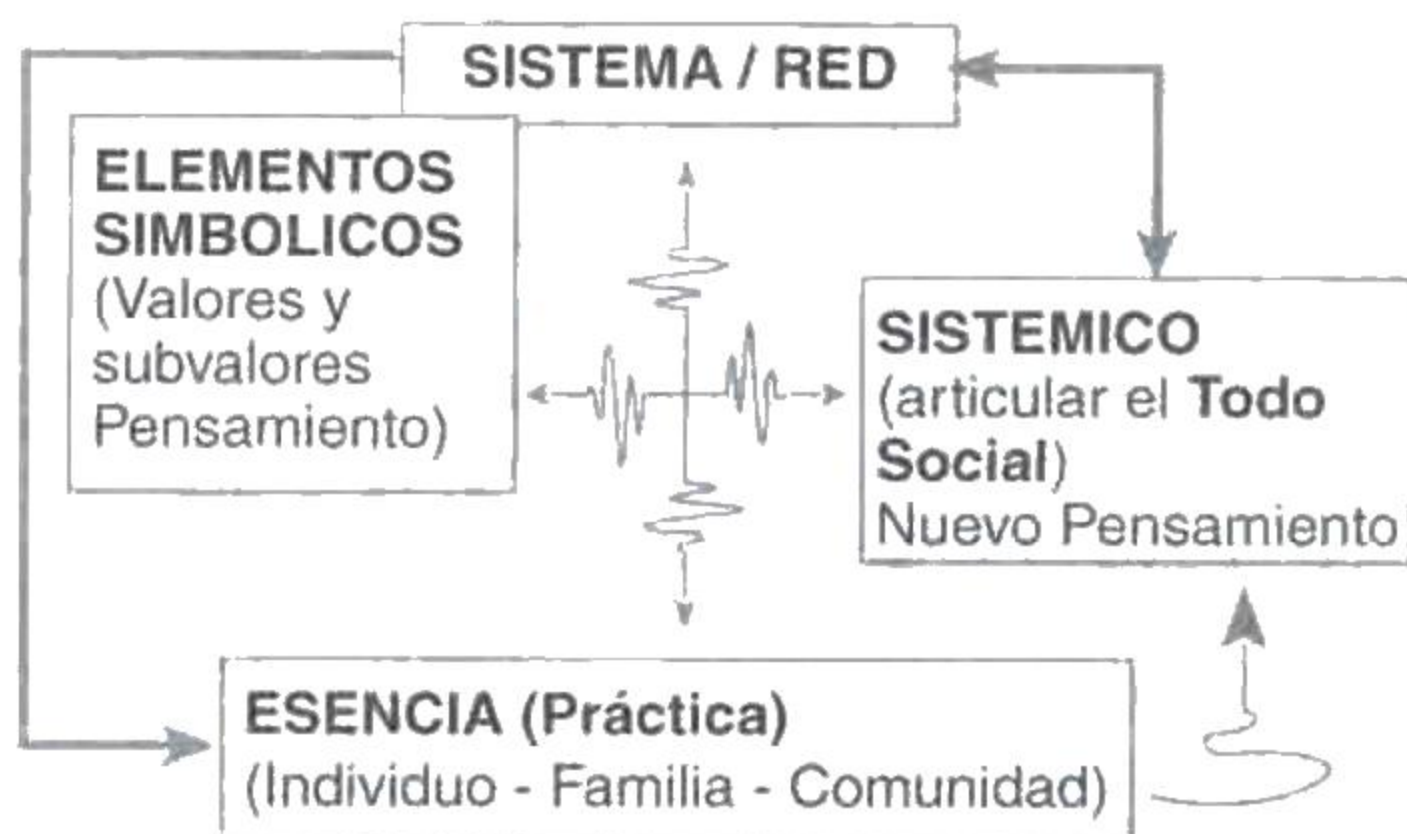 SISTEMA / RED
ELEMENTOS
SIMBOLICOS
(Valores y
subvalores
Pensamiento)
SISTEMICO
(articular el Todo
Social)
Nuevo Pensamiento)
ESENCIA (Práctica)
(Individuo - Familia - Comunidad)